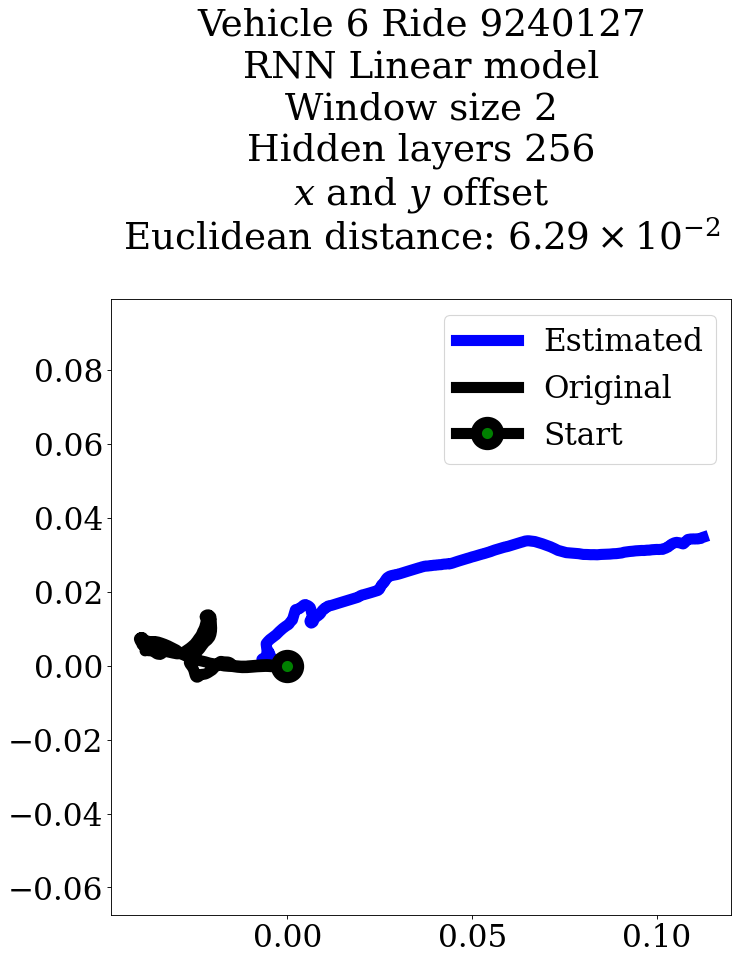 Vehicle 6 Ride 9240127
RNN Linear model
Window size 2
Hidden layers 256
x and y offset
Euclidean distance: 6.29 × 10⁻²
Estimated
Original
Start
0.08
0.06
0.04
0.02
0.00
−0.02
−0.04
−0.06
0.00 0.05 0.10